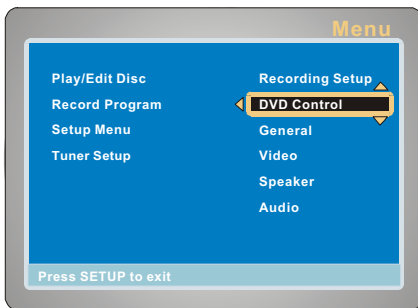 Menu
Play/Edit Disc
Record Program
Setup Menu
Tuner Setup
Recording Setup
DVD Control
General
Video
Speaker
Audio
Press SETUP to exit